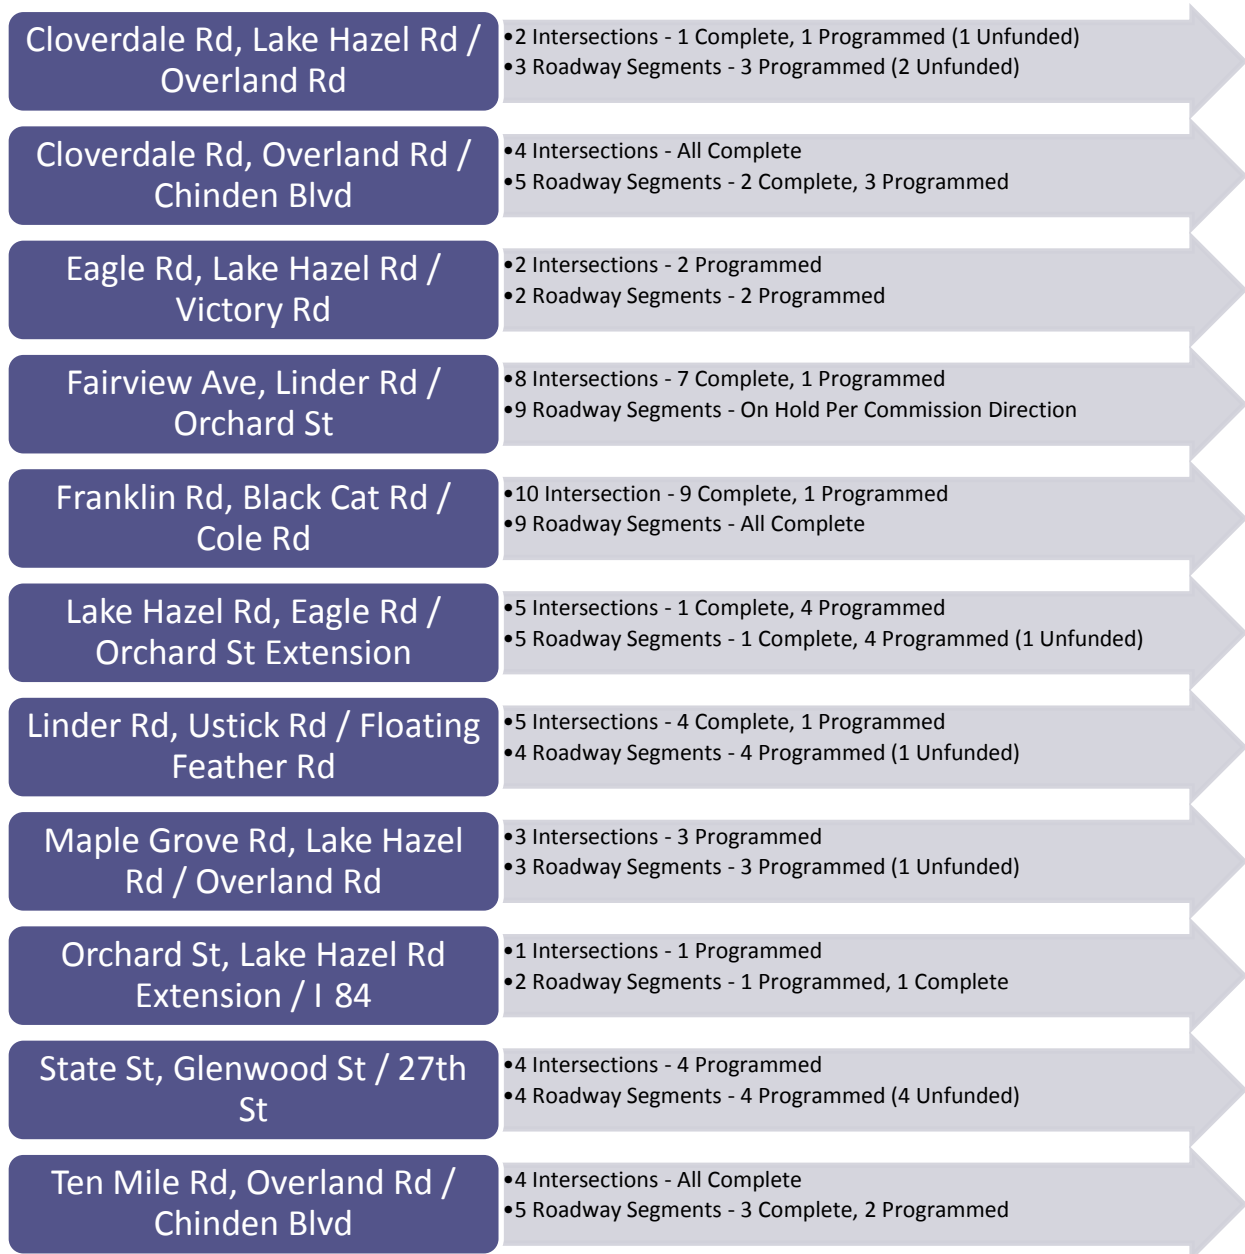 Cloverdale Rd, Lake Hazel Rd /
Overland Rd
•2 Intersections - 1 Complete, 1 Programmed (1 Unfunded)
•3 Roadway Segments - 3 Programmed (2 Unfunded)
Cloverdale Rd, Overland Rd /
Chinden Blvd
•4 Intersections - All Complete
•5 Roadway Segments - 2 Complete, 3 Programmed
Eagle Rd, Lake Hazel Rd /
Victory Rd
•2 Intersections - 2 Programmed
•2 Roadway Segments - 2 Programmed
Fairview Ave, Linder Rd /
Orchard St
•8 Intersections - 7 Complete, 1 Programmed
•9 Roadway Segments - On Hold Per Commission Direction
Franklin Rd, Black Cat Rd /
Cole Rd
•10 Intersection - 9 Complete, 1 Programmed
•9 Roadway Segments - All Complete
Lake Hazel Rd, Eagle Rd /
Orchard St Extension
•5 Intersections - 1 Complete, 4 Programmed
•5 Roadway Segments - 1 Complete, 4 Programmed (1 Unfunded)
Linder Rd, Ustick Rd / Floating
Feather Rd
•5 Intersections - 4 Complete, 1 Programmed
•4 Roadway Segments - 4 Programmed (1 Unfunded)
Maple Grove Rd, Lake Hazel
Rd / Overland Rd
•3 Intersections - 3 Programmed
•3 Roadway Segments - 3 Programmed (1 Unfunded)
Orchard St, Lake Hazel Rd
Extension / I 84
•1 Intersections - 1 Programmed
•2 Roadway Segments - 1 Programmed, 1 Complete
State St, Glenwood St / 27th
St
•4 Intersections - 4 Programmed
•4 Roadway Segments - 4 Programmed (4 Unfunded)
Ten Mile Rd, Overland Rd /
Chinden Blvd
•4 Intersections - All Complete
•5 Roadway Segments - 3 Complete, 2 Programmed